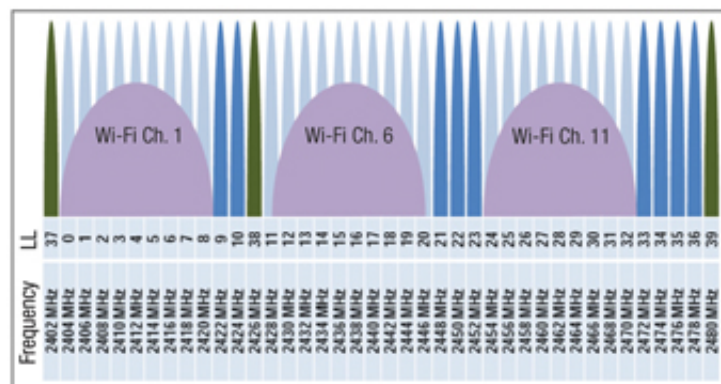 Wi-Fi Ch. 1 Wi-Fi Ch. 6 Wi-Fi Ch. 11
LL 37 0 1 2 3 4 5 6 7 8 9 10 38 11 12 13 14 15 16 17 18 19 20 21 22 23 24 25 26 27 28 29 30 31 32 33 34 35 36 39
Frequency 2402 MHz 2404 MHz 2406 MHz 2408 MHz 2410 MHz 2412 MHz 2414 MHz 2416 MHz 2418 MHz 2420 MHz 2422 MHz 2424 MHz 2426 MHz 2428 MHz 2430 MHz 2432 MHz 2434 MHz 2436 MHz 2438 MHz 2440 MHz 2442 MHz 2444 MHz 2446 MHz 2448 MHz 2450 MHz 2452 MHz 2454 MHz 2456 MHz 2458 MHz 2460 MHz 2462 MHz 2464 MHz 2466 MHz 2468 MHz 2470 MHz 2472 MHz 2474 MHz 2476 MHz 2478 MHz 2480 MHz